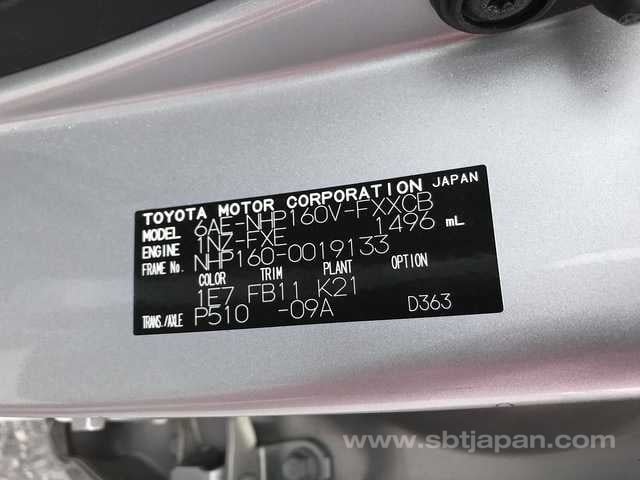 TOYOTA MOTOR CORPORATION JAPAN
MODEL 6AE-NHP160V-FXXCB
ENGINE 1NZ-FXE 1496 mL
FRAME No. NHP160-0019133
COLOR TRIM PLANT OPTION
1E7 FB11 K21
TRANS./AXLE P510 -09A D363
www.sbtjapan.com